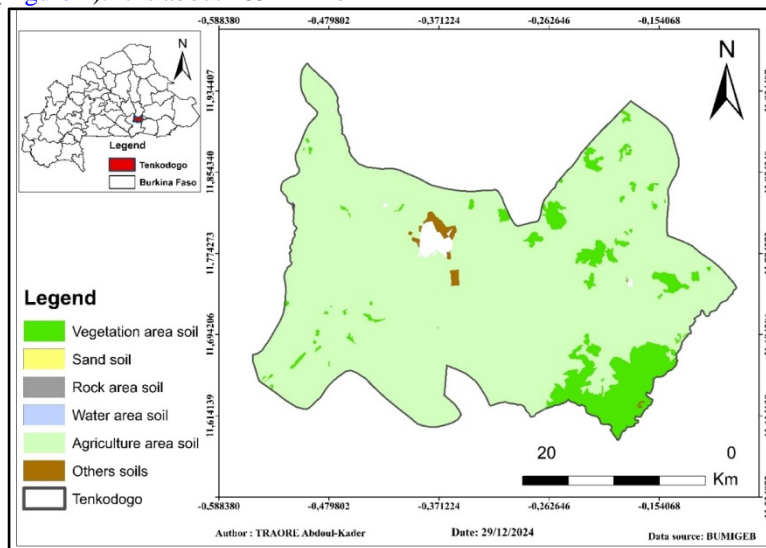 -0,588380 -0,479802 -0,371224 -0,262646 -0,154068
N
Legend
Tenkodogo
Burkina Faso
N
11,934407
11,854340
11,774273
11,694206
11,614139
Legend
Vegetation area soil
Sand soil
Rock area soil
Water area soil
Agriculture area soil
Others soils
Tenkodogo
20 0
Km
-0,588380 -0,479802 -0,371224 -0,262646 -0,154068
Author : TRAORE Abdoul-Kader Date: 29/12/2024 Data source: BUMIGEB